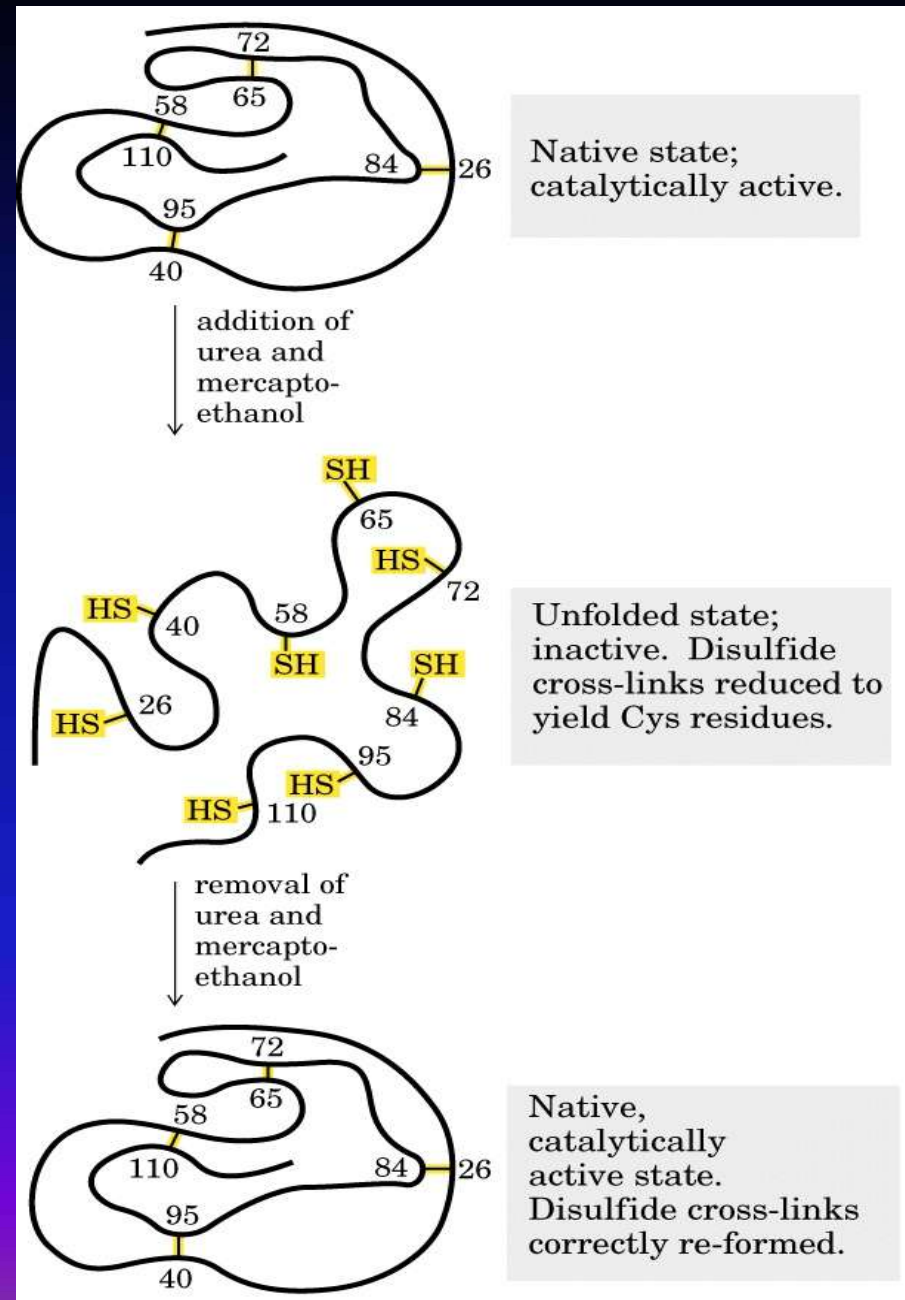 72
58
65
110
84
26
95
40
Native state;
catalytically active.
addition of
urea and
mercapto-
ethanol
SH
65
HS
72
HS
40
58
SH
SH
84
HS
26
95
HS
HS
110
Unfolded state;
inactive. Disulfide
cross-links reduced to
yield Cys residues.
removal of
urea and
mercapto-
ethanol
72
58
65
110
84
26
95
40
Native,
catalytically
active state.
Disulfide cross-links
correctly re-formed.